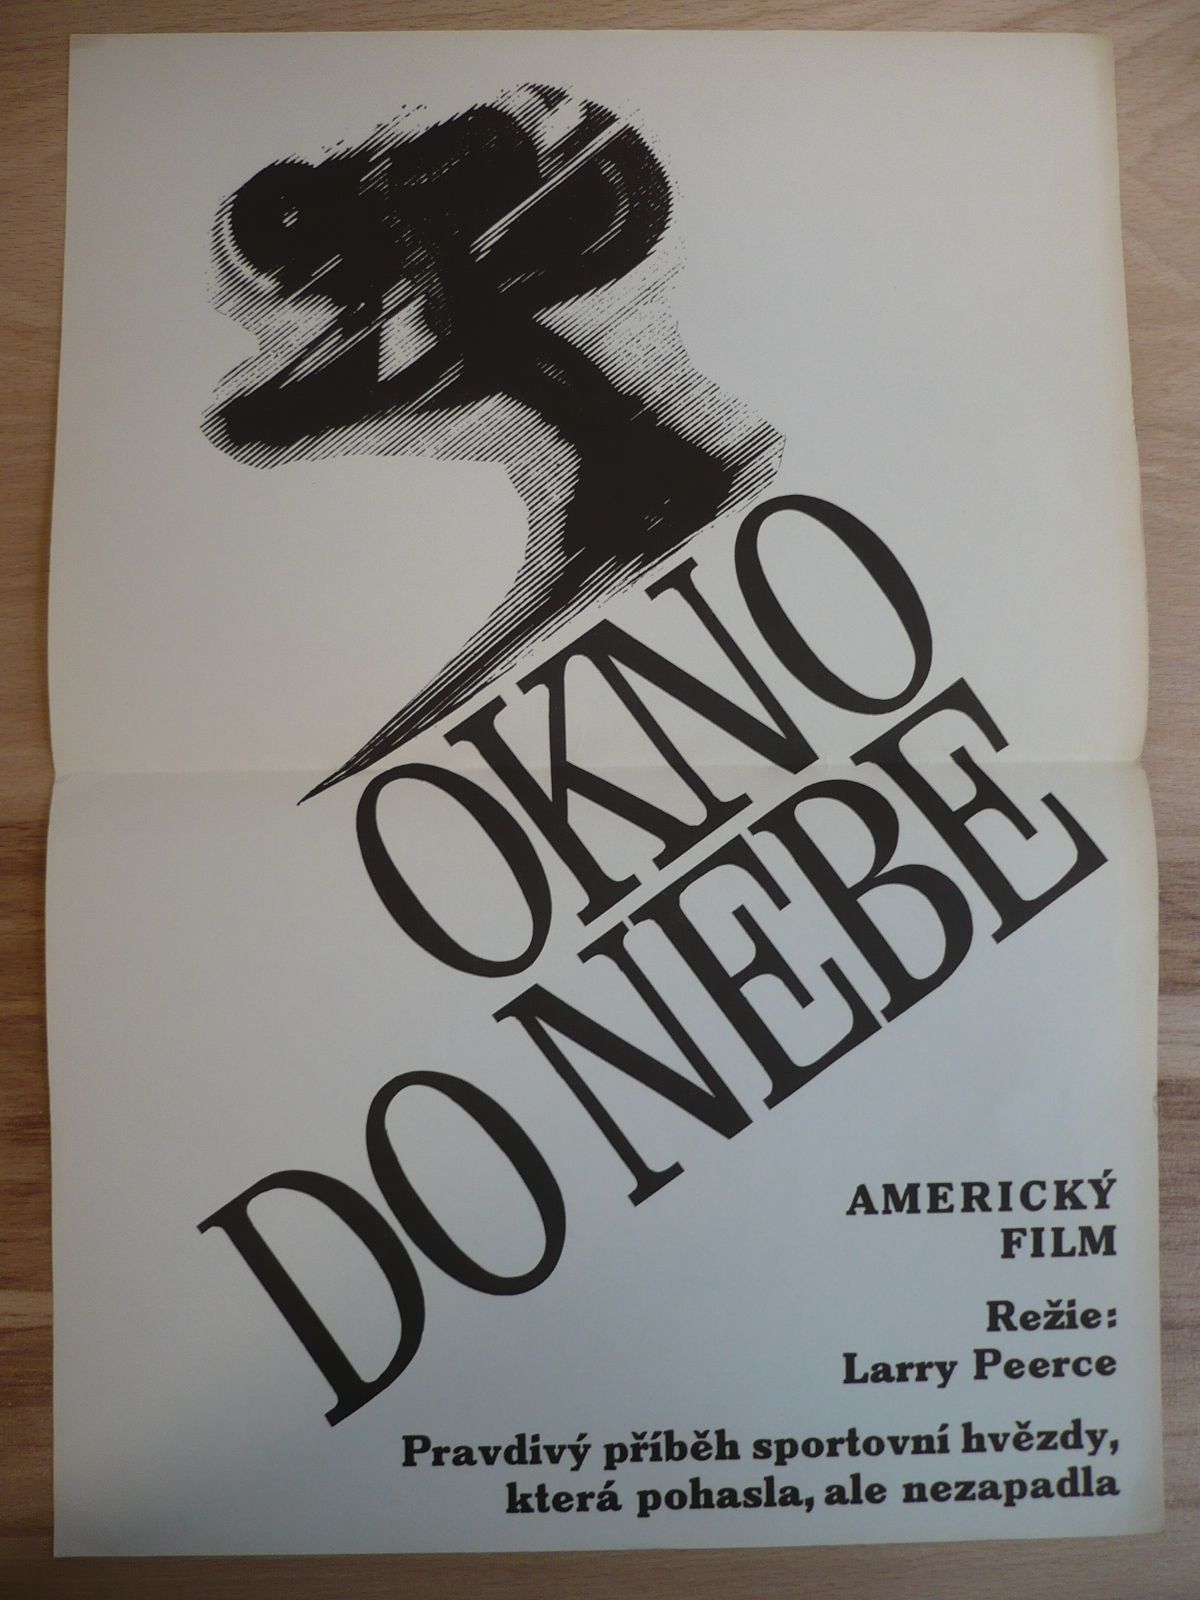 OKNO
DO NEBE
AMERICKÝ
FILM
Režie:
Larry Peerce
Pravdivý příběh sportovní hvězdy,
která pohasla, ale nezapadla